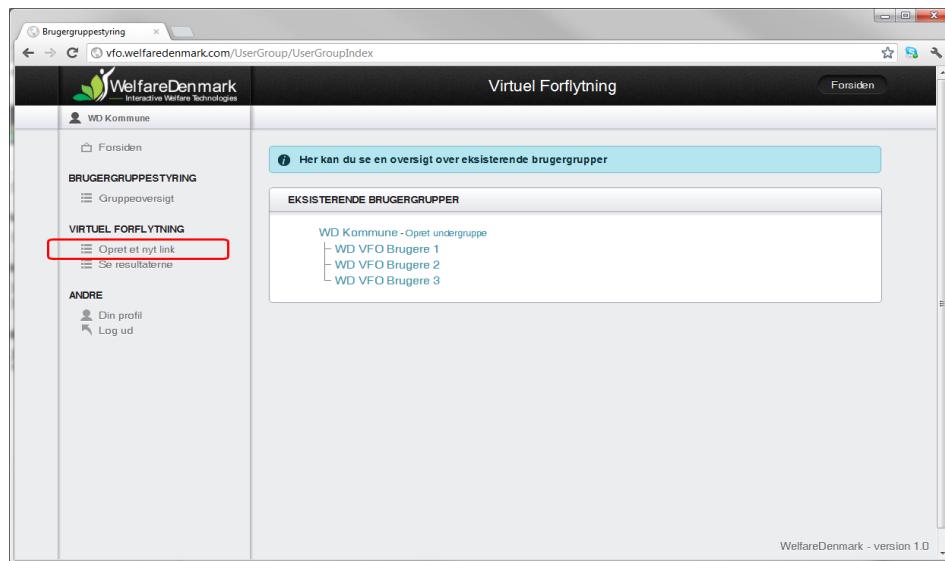 Brugergruppestyring
vfo.welfaredenmark.com/UserGroup/UserGroupIndex
WelfareDenmark
Interactive Welfare Technologies
Virtuel Forflytning
Forsiden
WD Kommune
Forsiden
BRUGERGRUPPESTYRING
Gruppeoversigt
VIRTUEL FORFLYTNING
Opret et nyt link
Se resultaterne
ANDRE
Din profil
Log ud
Her kan du se en oversigt over eksisterende brugergrupper
EKSISTERENDE BRUGERGRUPPER
WD Kommune - Opret undergruppe
WD VFO Brugere 1
WD VFO Brugere 2
WD VFO Brugere 3
WelfareDenmark - version 1.0